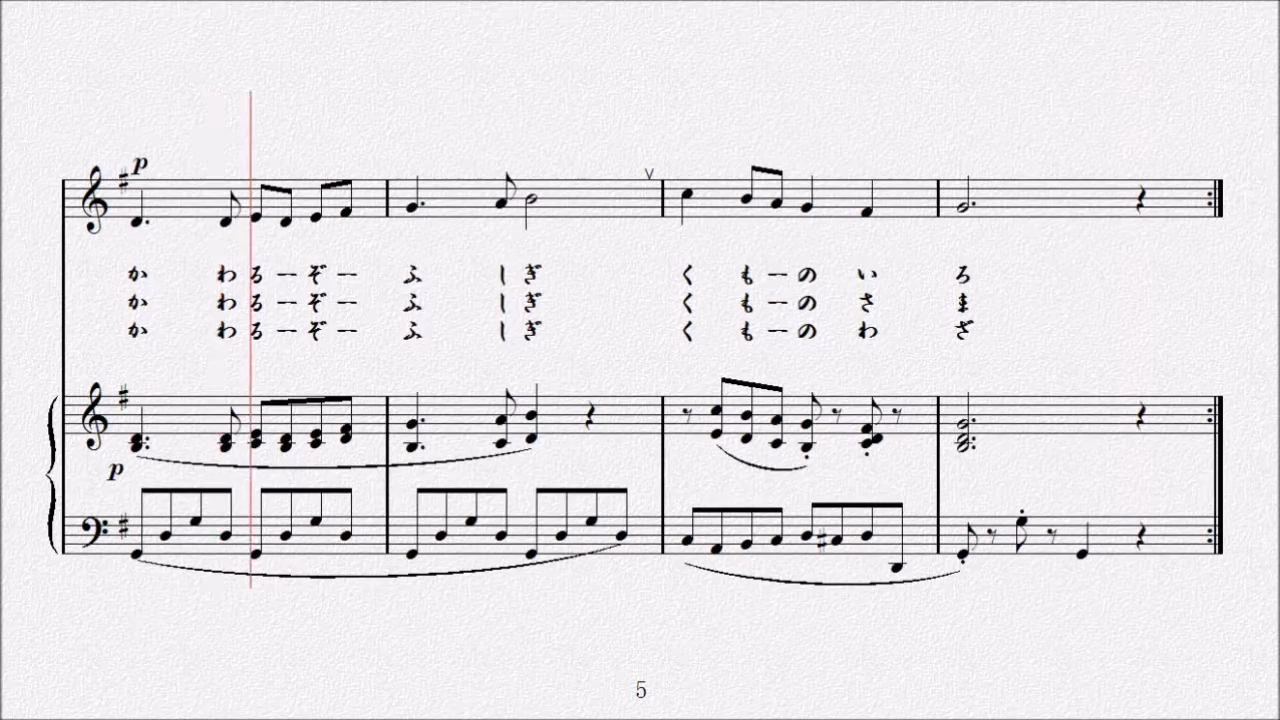 p
かわるーぞー ふしぎ くもーのい ろ
かわるーぞー ふしぎ くもーのさ ま
かわるーぞー ふしぎ くもーのわ ざ
p
5